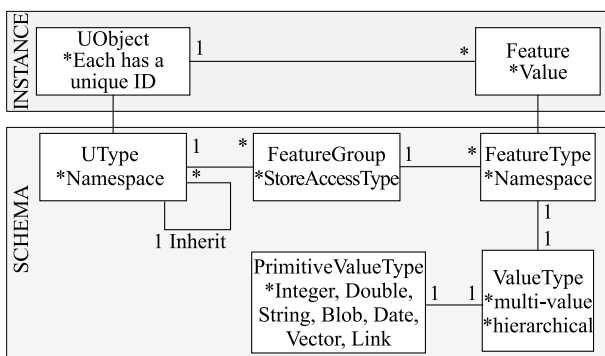 INSTANCE
UObject
*Each has a
unique ID
1
*
Feature
*Value
SCHEMA
UType
*Namespace
1
*
FeatureGroup
*StoreAccessType
1
*
FeatureType
*Namespace
*
1 Inherit
1
1
PrimitiveValueType
*Integer, Double,
String, Blob, Date,
Vector, Link
1
1
ValueType
*multi-value
*hierarchical